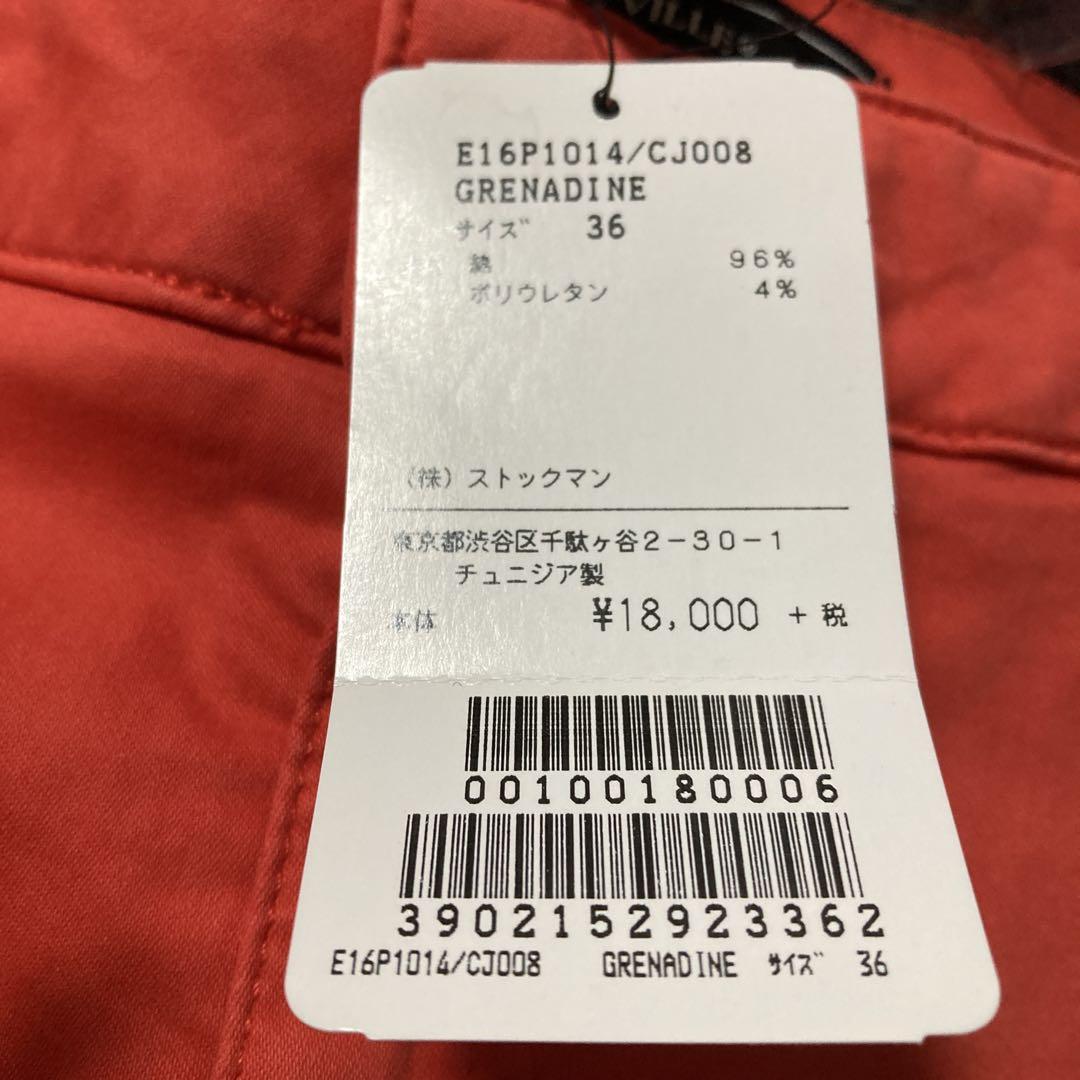 VILLE®
E16P1014/CJ008
GRENADINE
サイズ 36
綿 96%
ポリウレタン 4%
(株)ストックマン
東京都渋谷区千駄ヶ谷2-30-1
チュニジア製
本体 ¥18,000 +税
001001800006
3902152923362
E16P1014/CJ008 GRENADINE サイズ 36